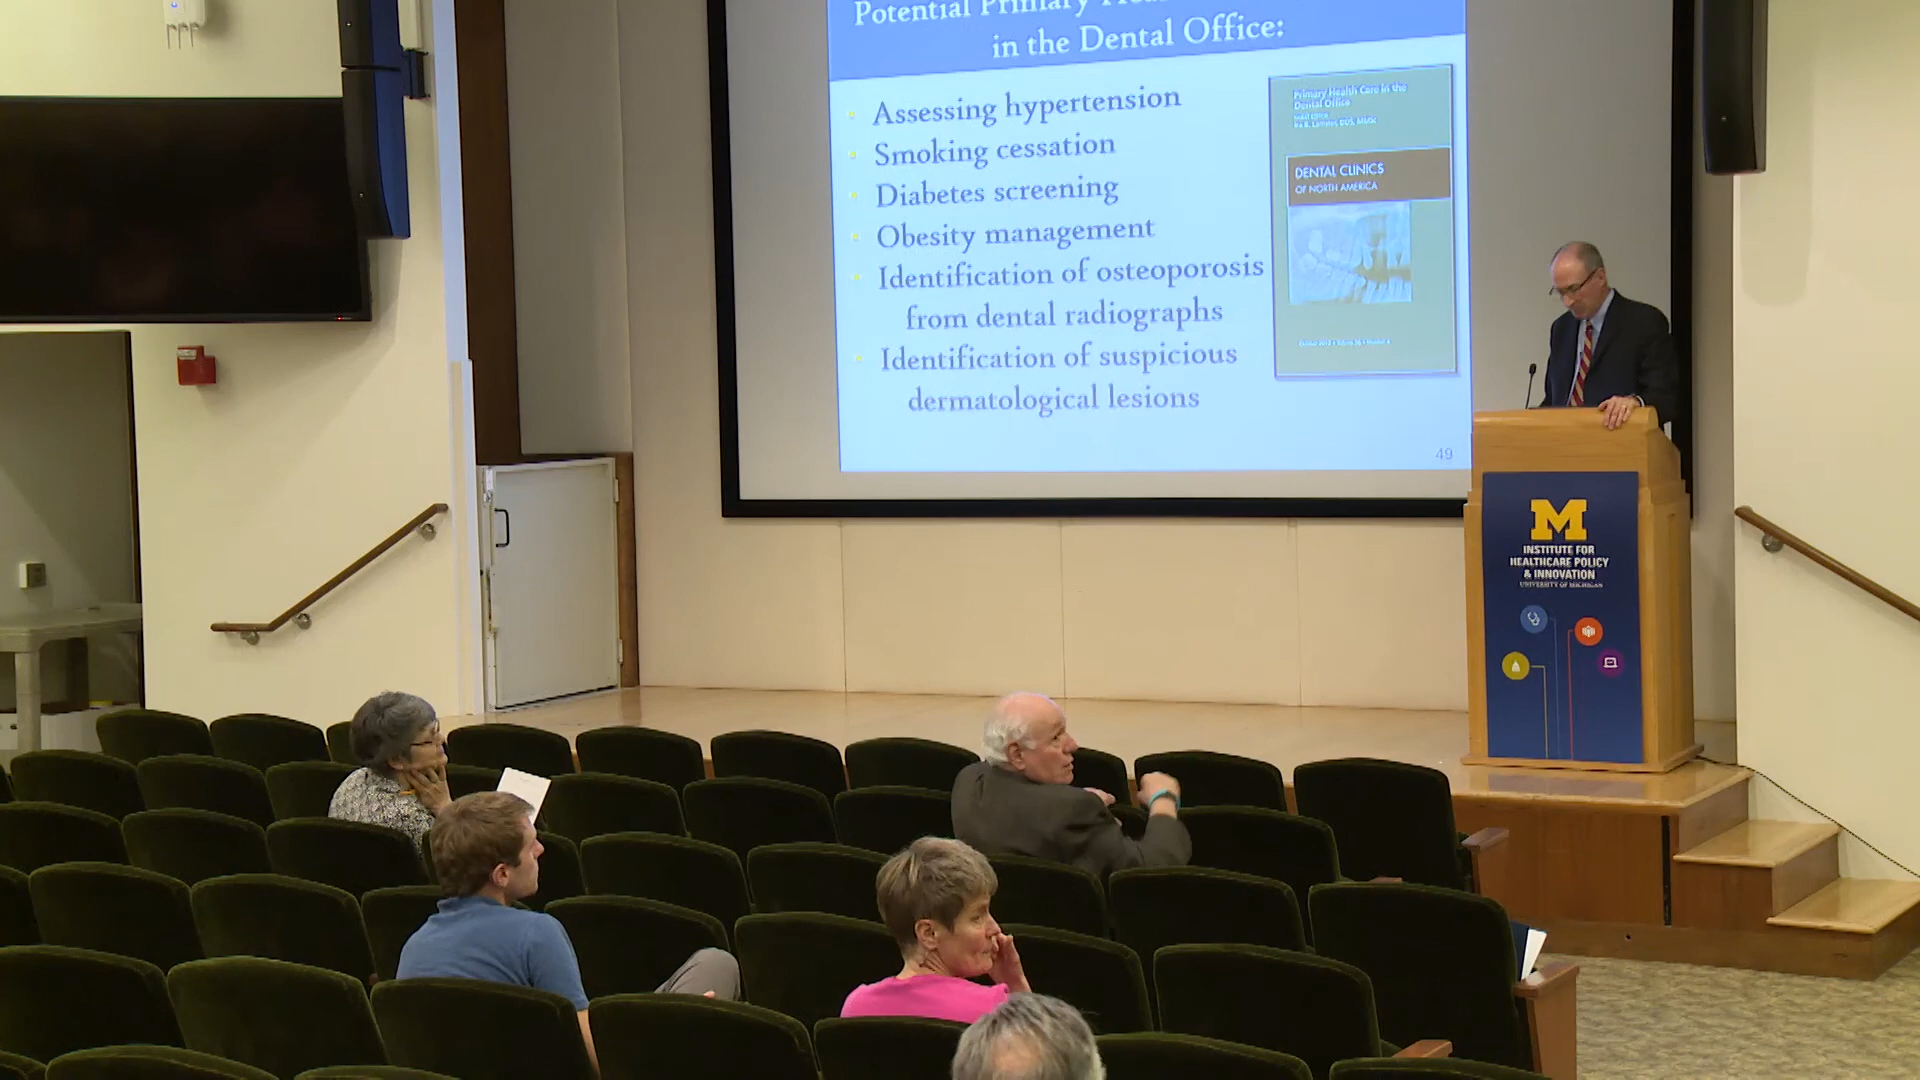 Potential Primary
in the Dental Office:
Assessing hypertension
Smoking cessation
Diabetes screening
Obesity management
Identification of osteoporosis
from dental radiographs
Identification of suspicious
dermatological lesions
49
Primary Health Care in the
Dental Office
DENTAL CLINICS
OF NORTH AMERICA
M
INSTITUTE FOR
HEALTHCARE POLICY
& INNOVATION
UNIVERSITY OF MICHIGAN